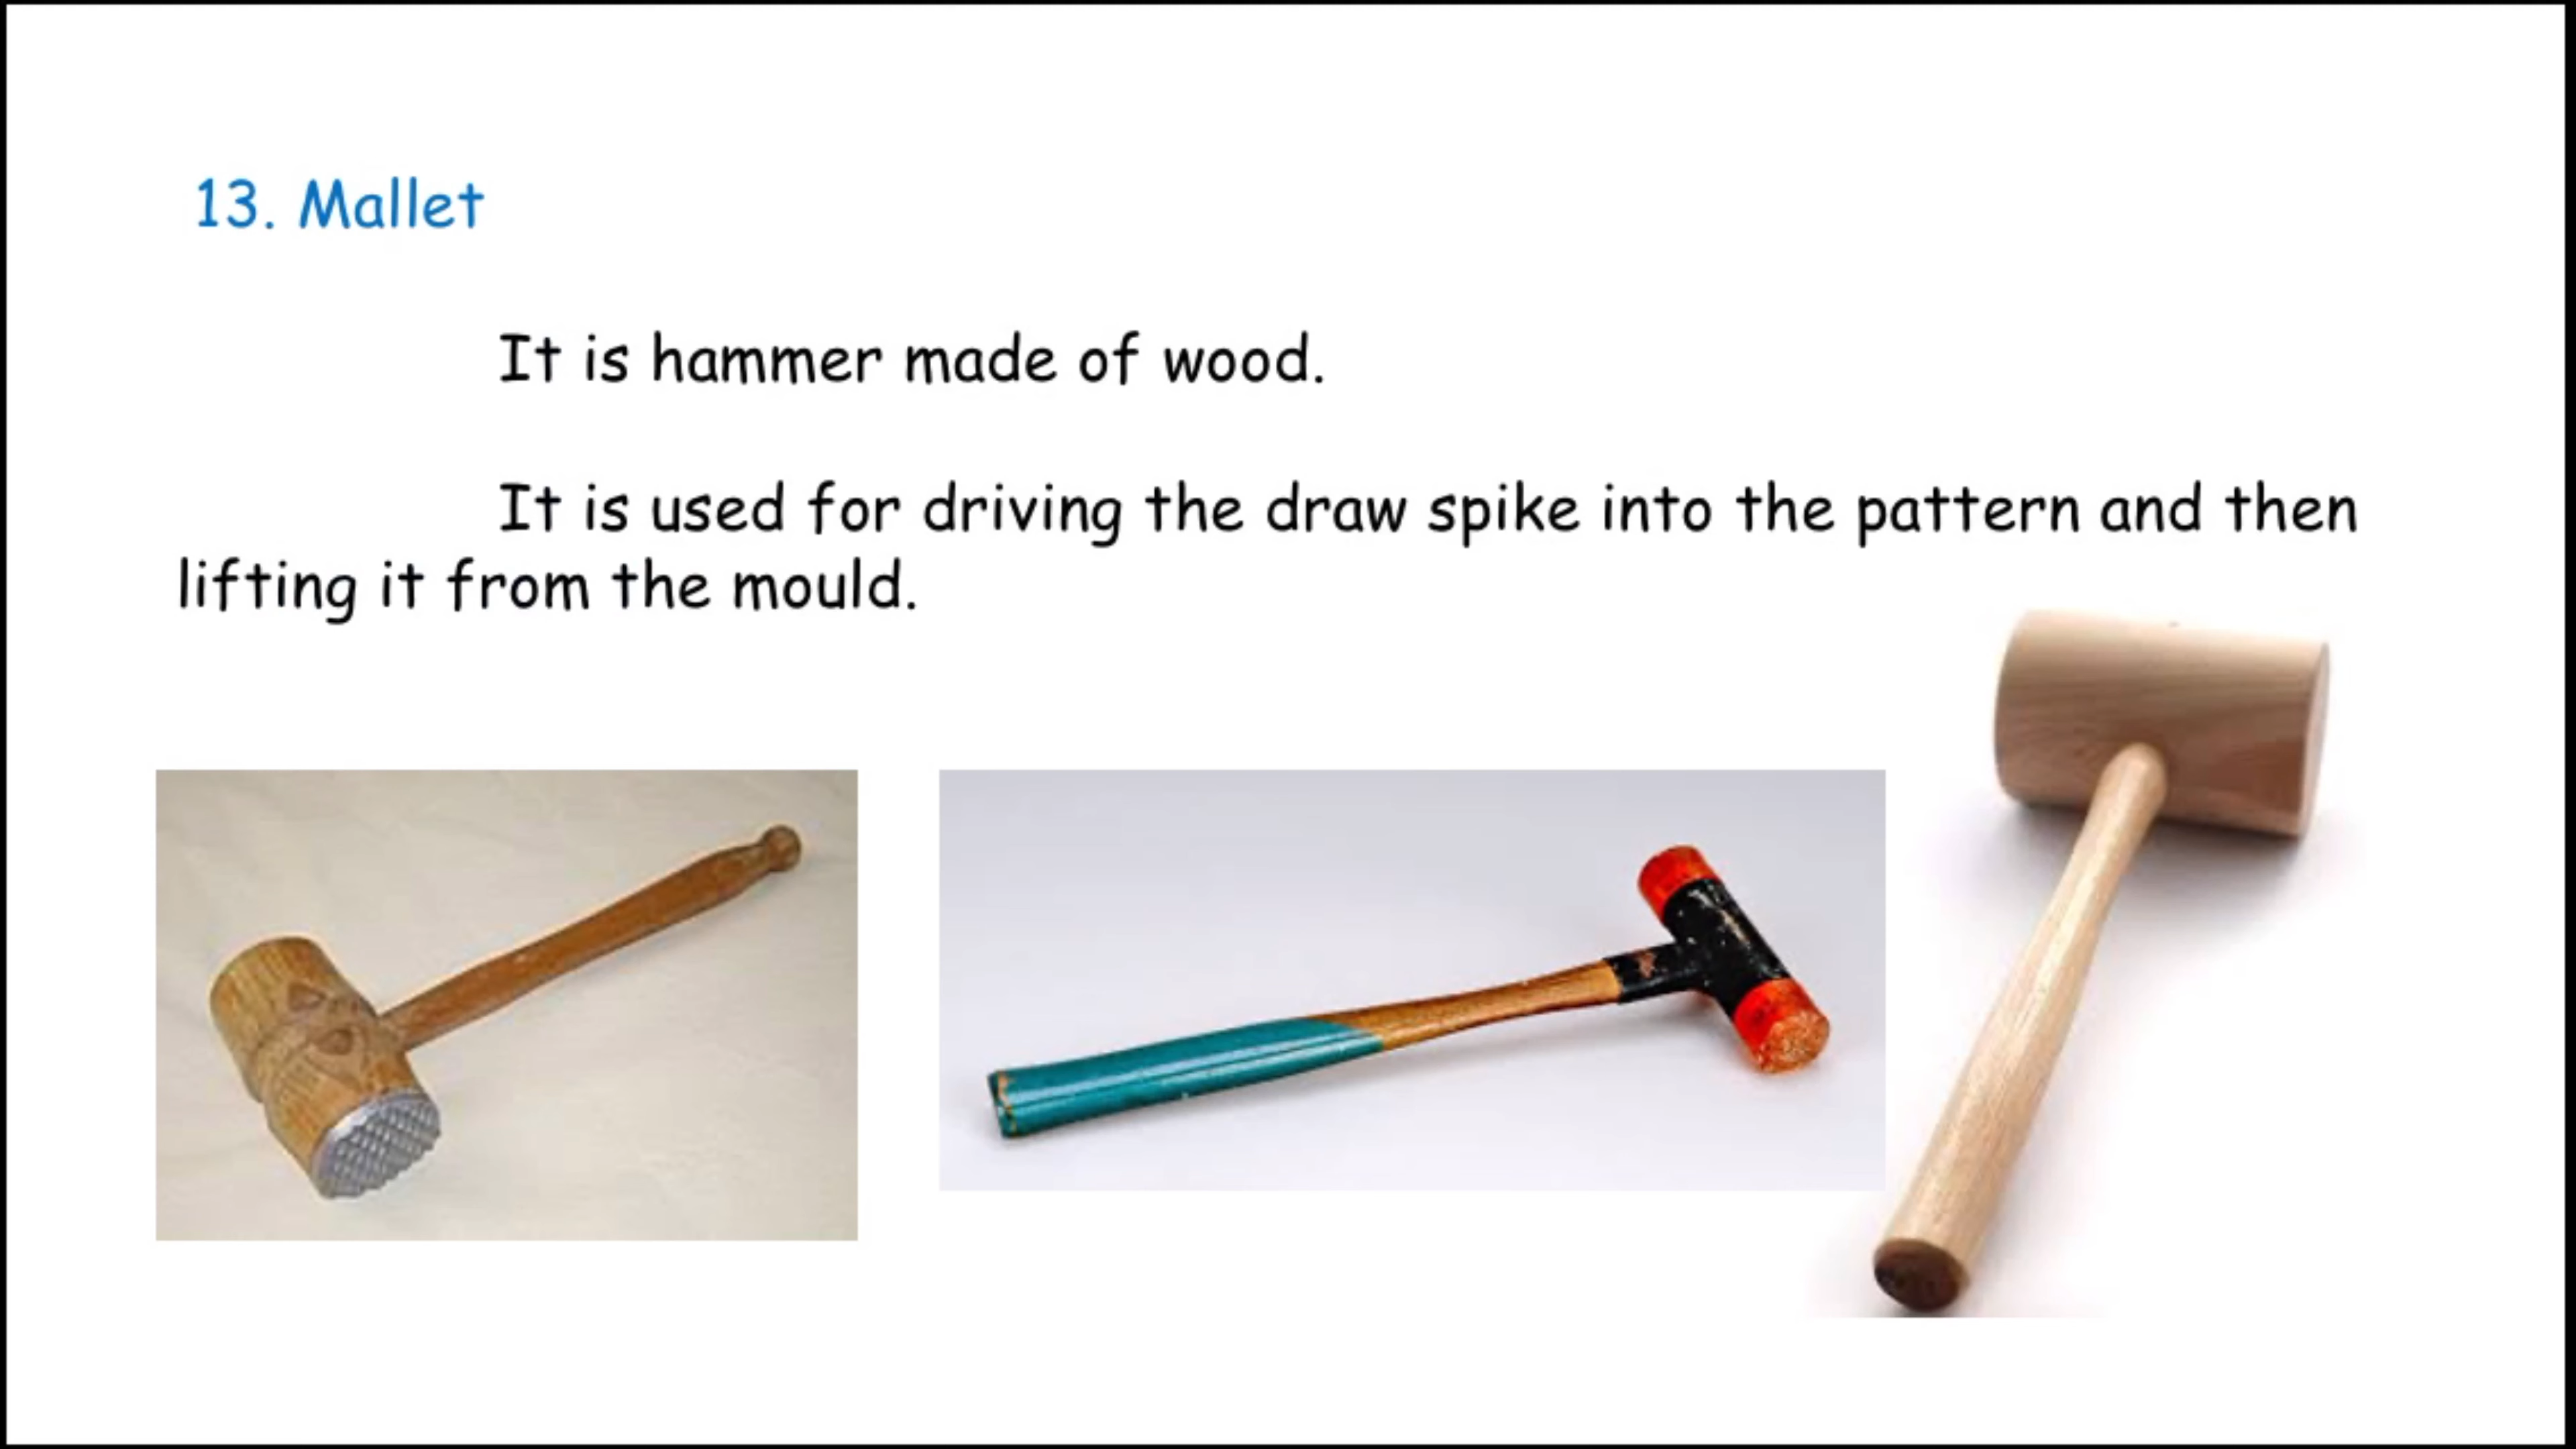 13. Mallet
It is hammer made of wood.
It is used for driving the draw spike into the pattern and then
lifting it from the mould.